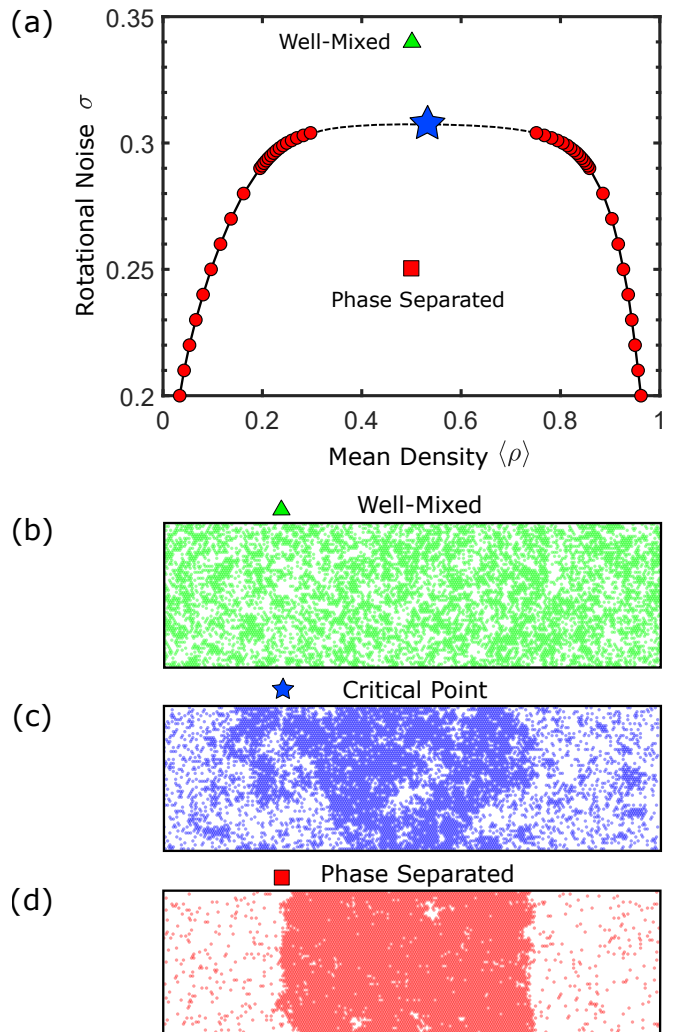 (a)
0.35
0.3
0.25
0.2
Rotational Noise σ
Well-Mixed
Phase Separated
0 0.2 0.4 0.6 0.8 1
Mean Density ⟨ρ⟩
(b)
Well-Mixed
(c)
Critical Point
(d)
Phase Separated